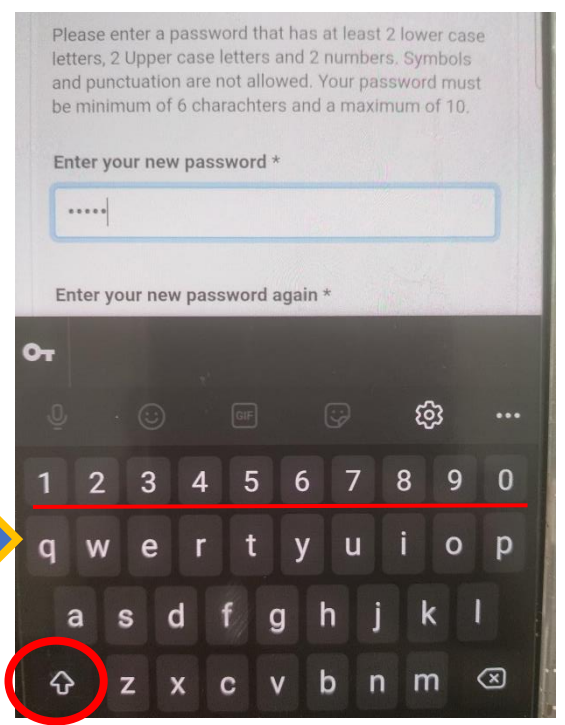 Please enter a password that has at least 2 lower case
letters, 2 Upper case letters and 2 numbers. Symbols
and punctuation are not allowed. Your password must
be minimum of 6 charachters and a maximum of 10.
Enter your new password *
•••••
Enter your new password again *
GIF
1 2 3 4 5 6 7 8 9 0
q w e r t y u i o p
a s d f g h j k l
z x c v b n m